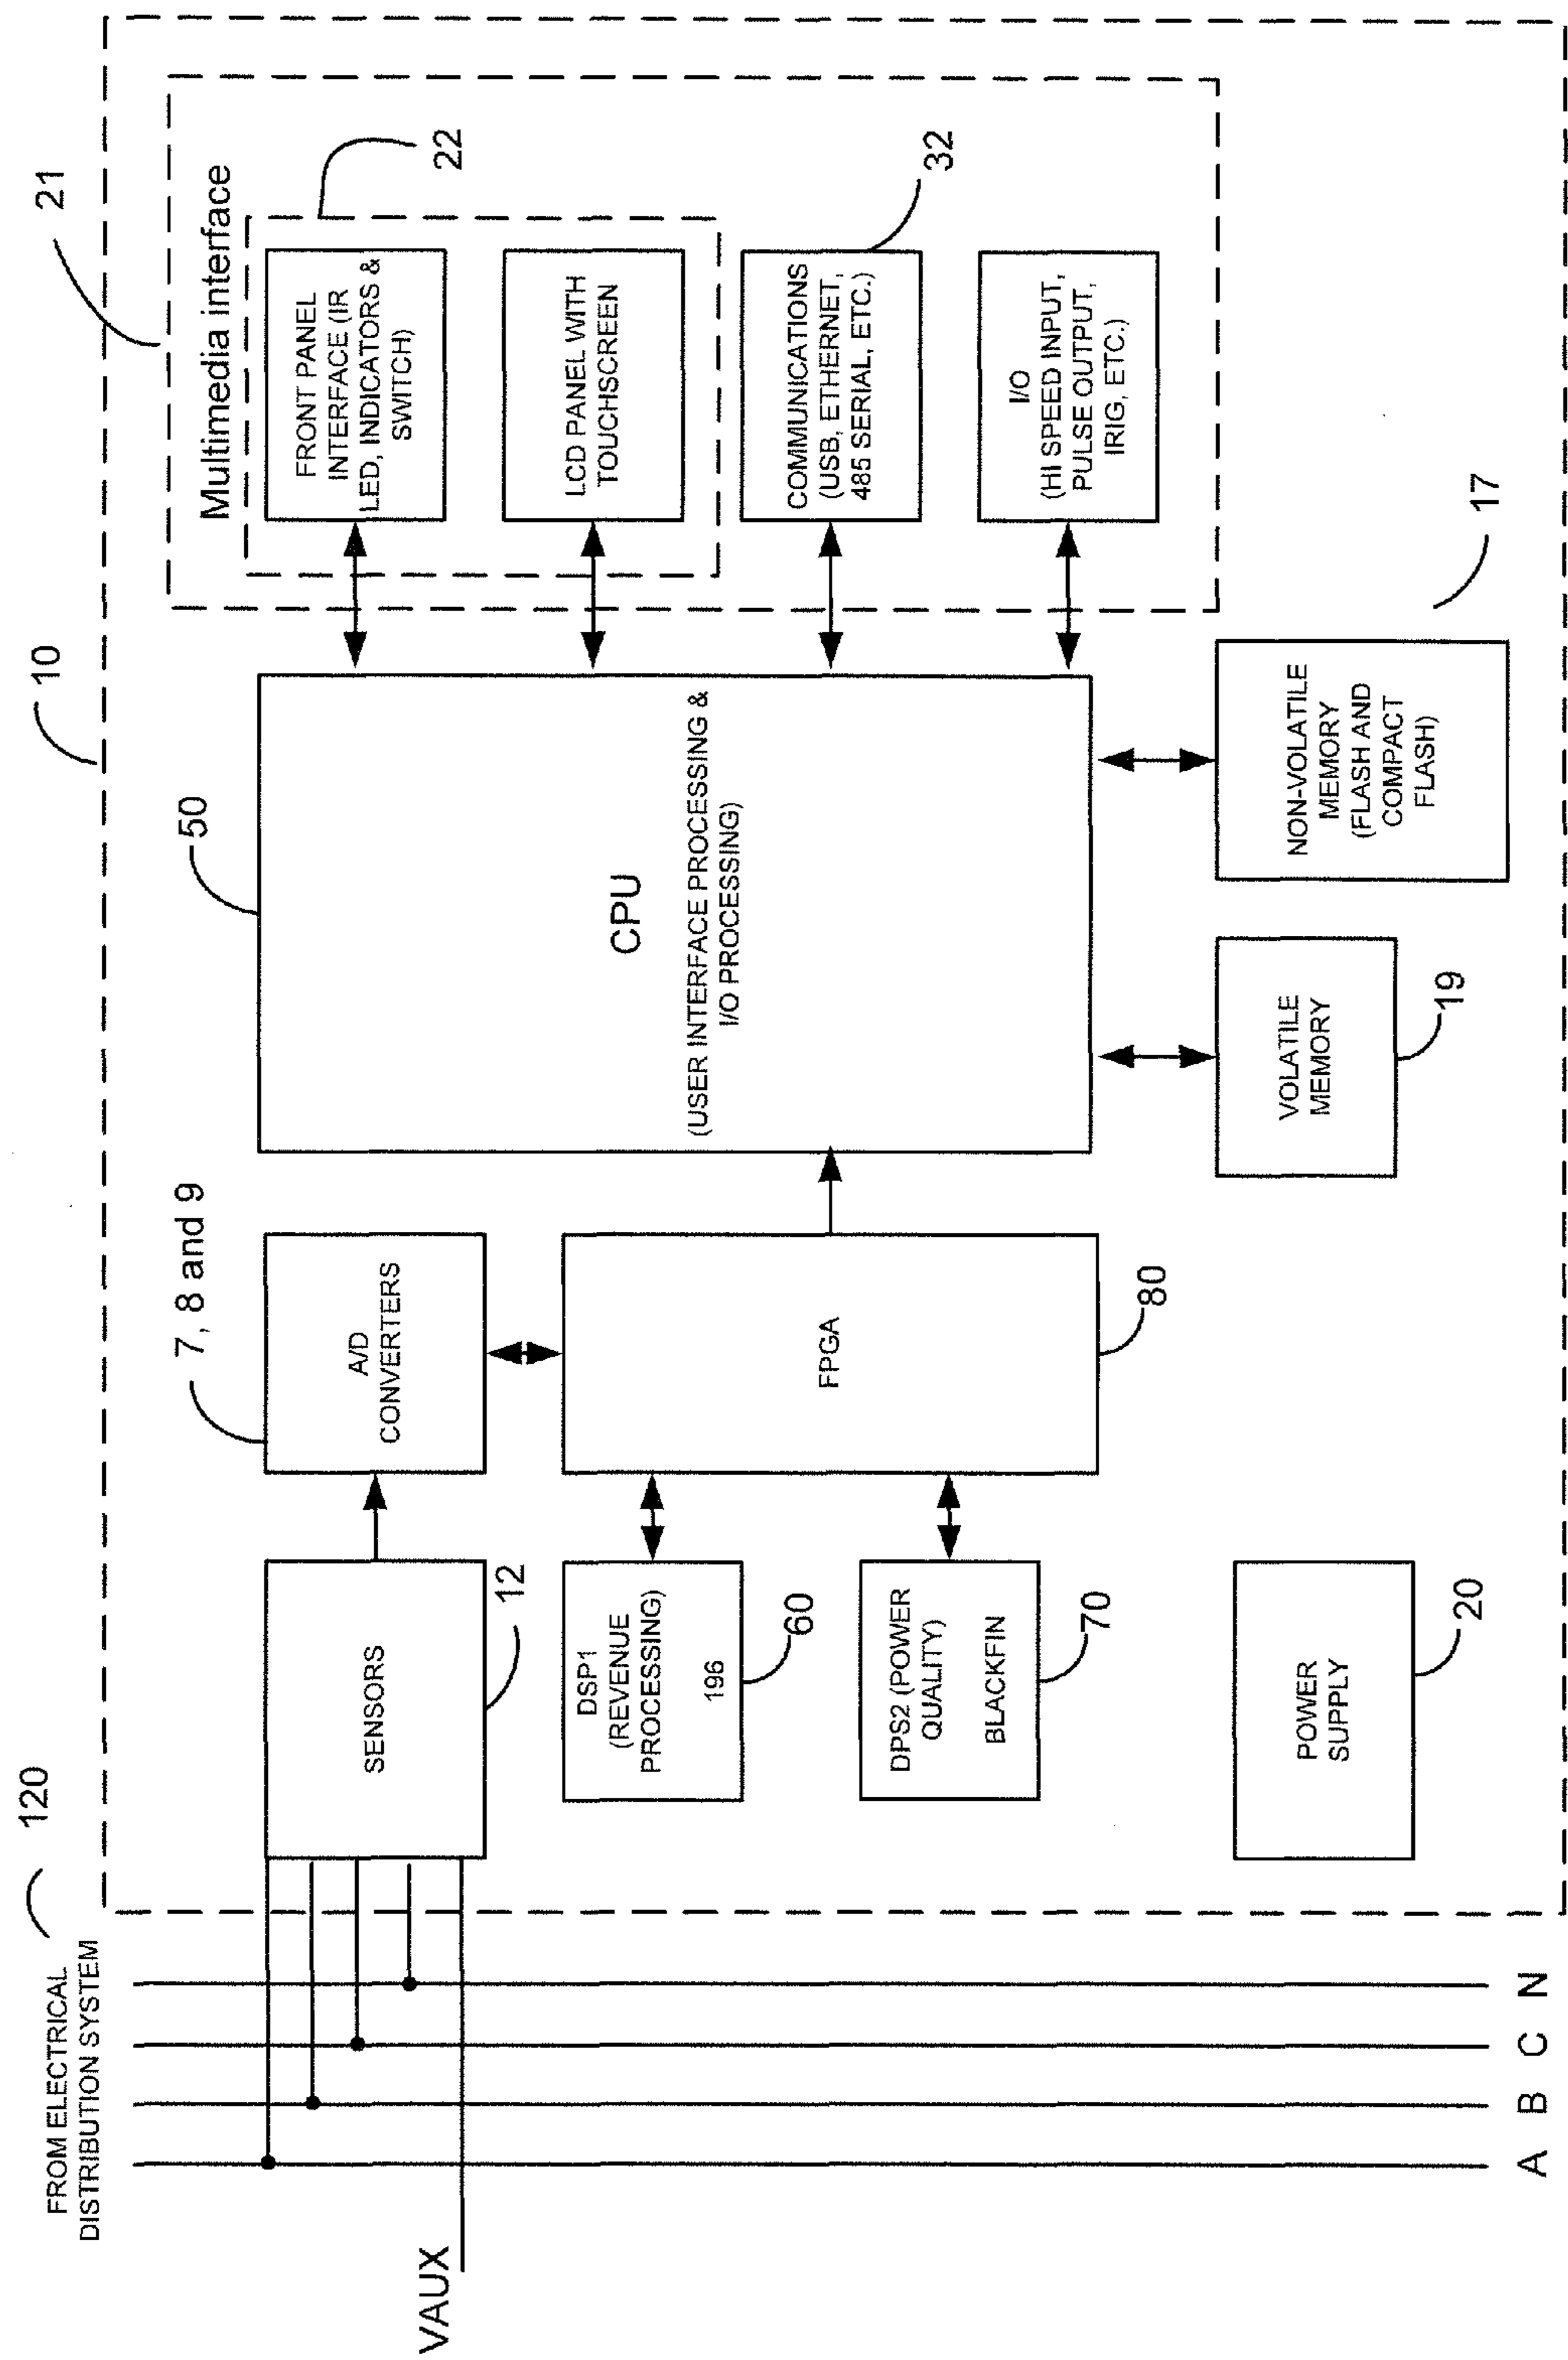 FROM ELECTRICAL
DISTRIBUTION SYSTEM
120
10
21
Multimedia interface
22
7, 8 and 9
50
VAUX
SENSORS
12
A/D
CONVERTERS
CPU
(USER INTERFACE PROCESSING &
I/O PROCESSING)
FRONT PANEL
INTERFACE (IR
LED, INDICATORS &
SWITCH)
LCD PANEL WITH
TOUCHSCREEN
32
COMMUNICATIONS
(USB, ETHERNET,
485 SERIAL, ETC.)
I/O
(HI SPEED INPUT,
PULSE OUTPUT,
IRIG, ETC.)
DSP1
(REVENUE
PROCESSING)
196
60
FPGA
80
DPS2 (POWER
QUALITY)
BLACKFIN
70
POWER
SUPPLY
20
VOLATILE
MEMORY
19
NON-VOLATILE
MEMORY
(FLASH AND
COMPACT
FLASH)
17
A
B
C
N